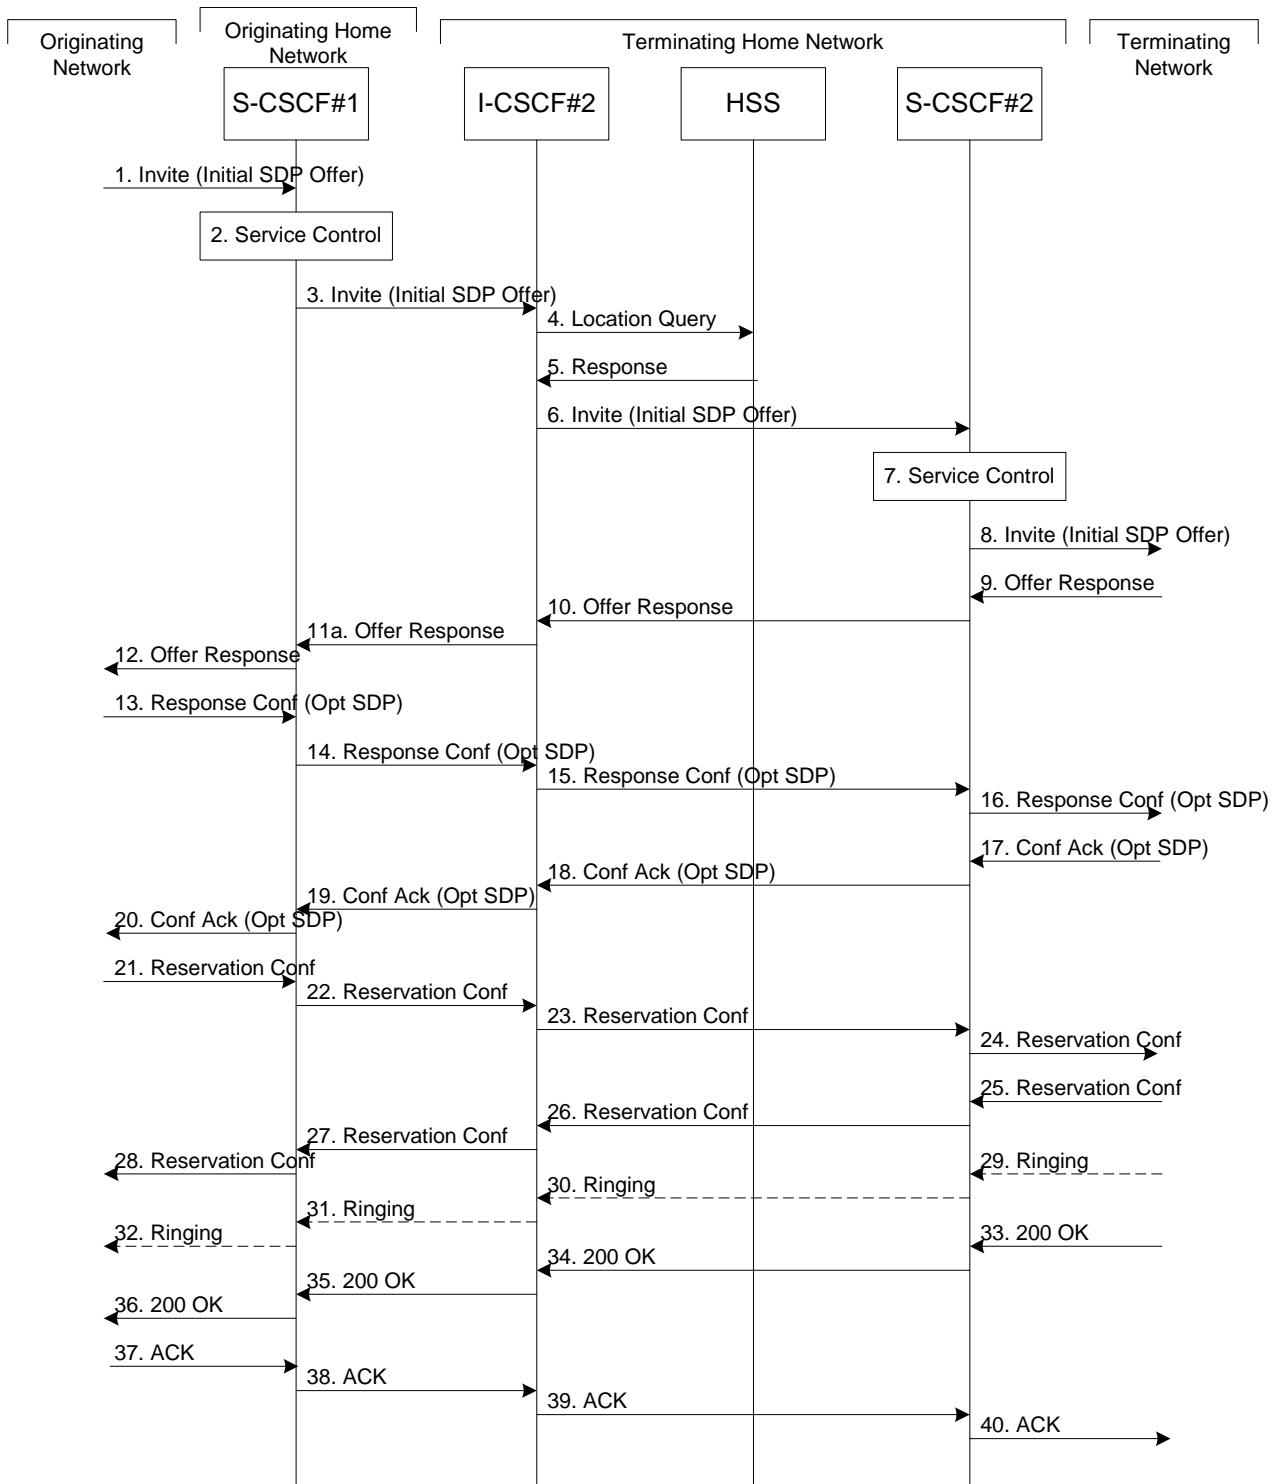 Originating
Network
Originating Home
Network
Terminating Home Network
Terminating
Network
S-CSCF#1
I-CSCF#2
HSS
S-CSCF#2
1. Invite (Initial SDP Offer)
2. Service Control
3. Invite (Initial SDP Offer)
4. Location Query
5. Response
6. Invite (Initial SDP Offer)
7. Service Control
8. Invite (Initial SDP Offer)
9. Offer Response
10. Offer Response
11a. Offer Response
12. Offer Response
13. Response Conf (Opt SDP)
14. Response Conf (Opt SDP)
15. Response Conf (Opt SDP)
16. Response Conf (Opt SDP)
17. Conf Ack (Opt SDP)
18. Conf Ack (Opt SDP)
19. Conf Ack (Opt SDP)
20. Conf Ack (Opt SDP)
21. Reservation Conf
22. Reservation Conf
23. Reservation Conf
24. Reservation Conf
25. Reservation Conf
26. Reservation Conf
27. Reservation Conf
28. Reservation Conf
29. Ringing
30. Ringing
31. Ringing
32. Ringing
33. 200 OK
34. 200 OK
35. 200 OK
36. 200 OK
37. ACK
38. ACK
39. ACK
40. ACK